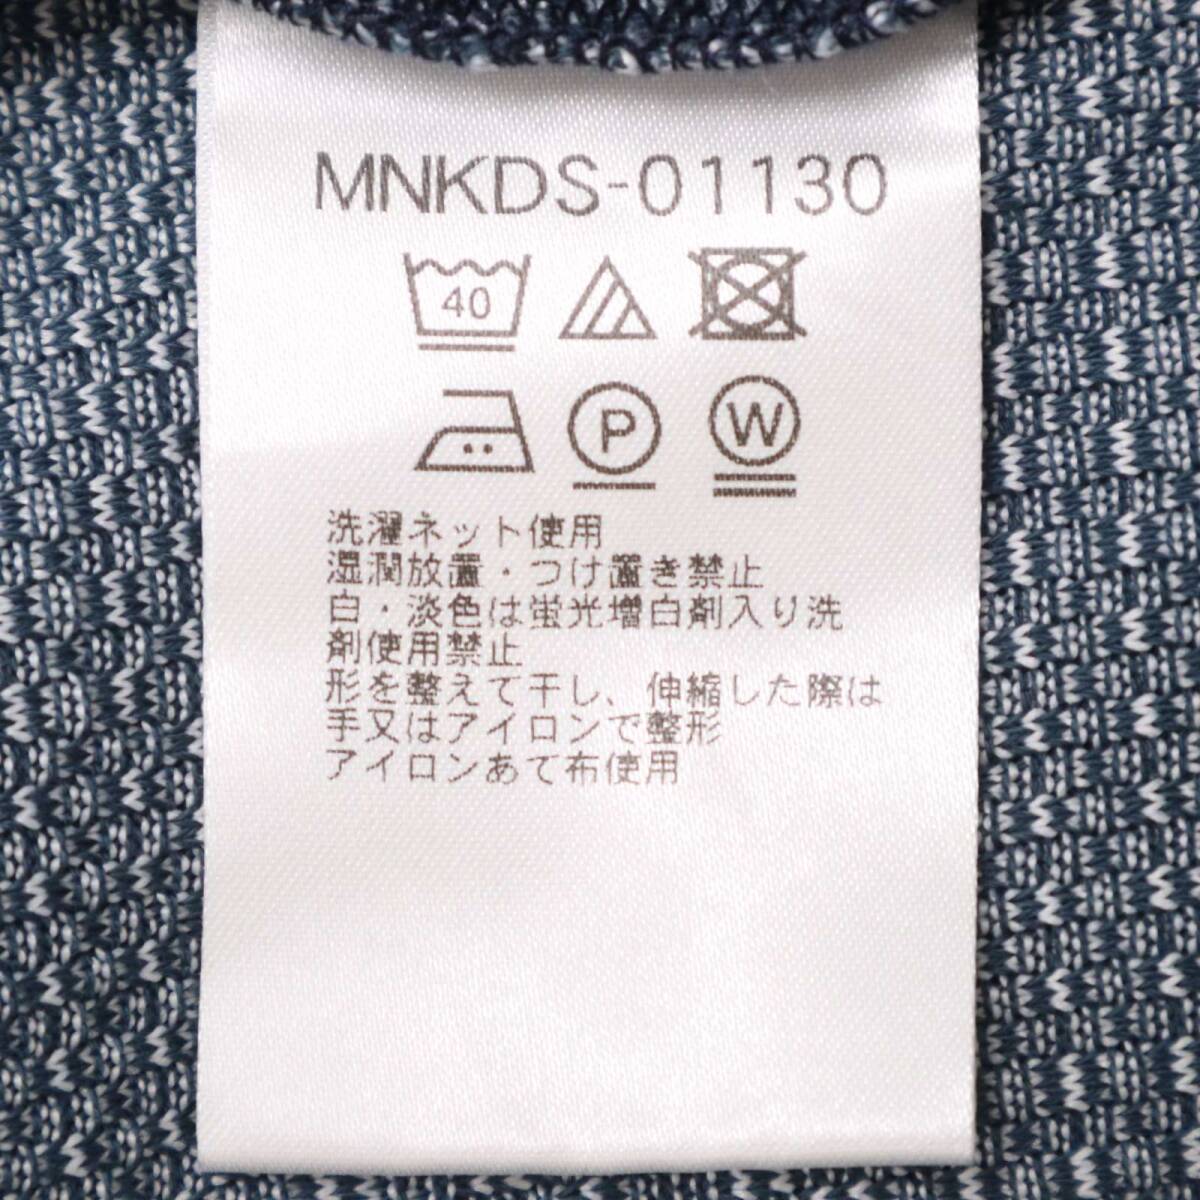 MNKDS-01130
40
P W
洗濯ネット使用
湿潤放置・つけ置き禁止
白・淡色は蛍光増白剤入り洗
剤使用禁止
形を整えて干し、伸縮した際は
手又はアイロンで整形
アイロンあて布使用